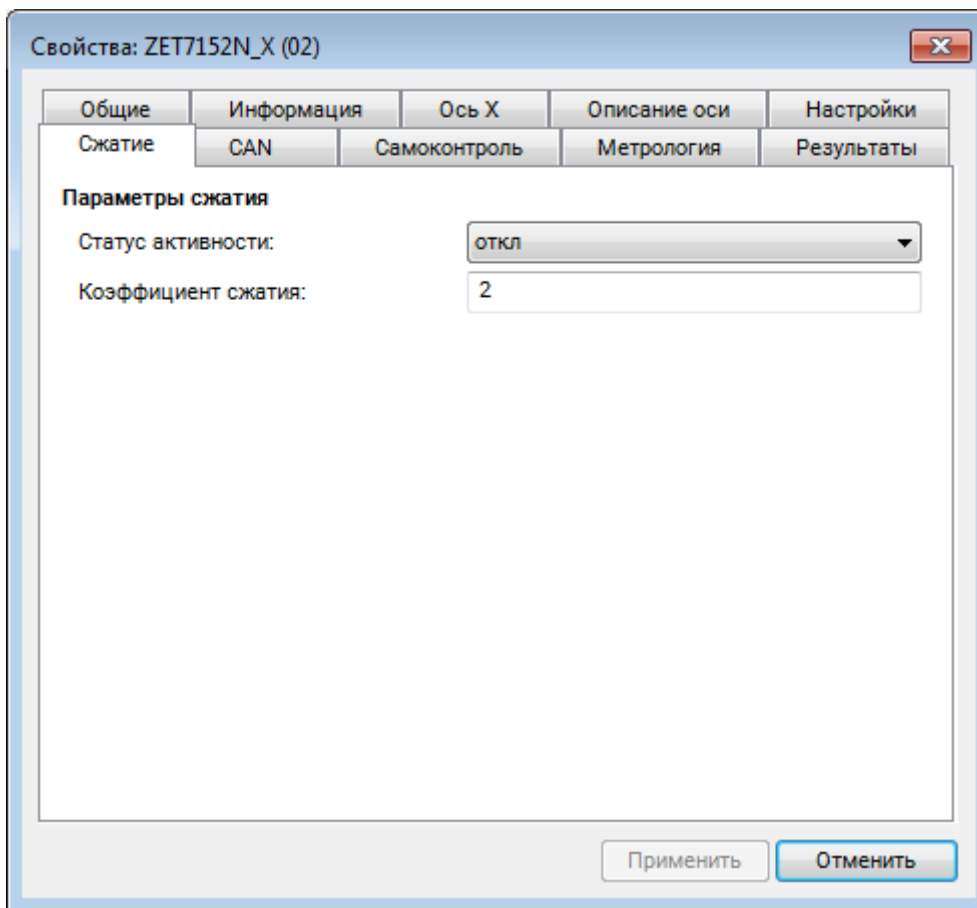 Свойства: ZET7152N_X (02)
Общие Информация Ось X Описание оси Настройки
Сжатие CAN Самоконтроль Метрология Результаты
Параметры сжатия
Статус активности: откл
Коэффициент сжатия: 2
Применить Отменить